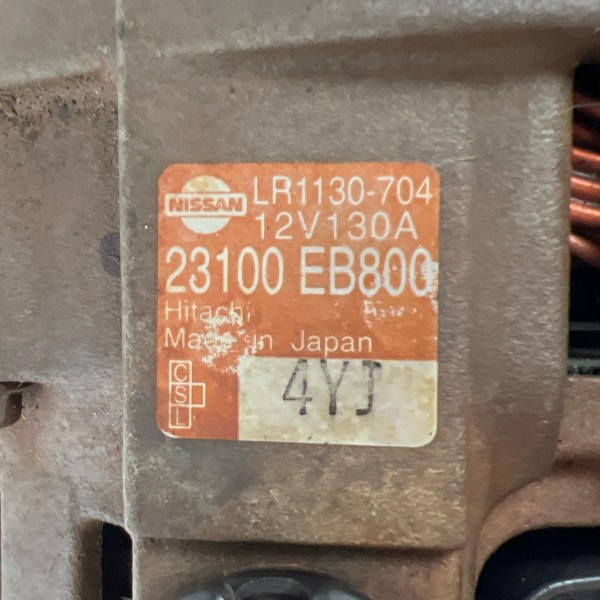 NISSAN
LR1130-704
12V130A
23100 EB800
Hitachi
Made in Japan
C
S
L
4YJ